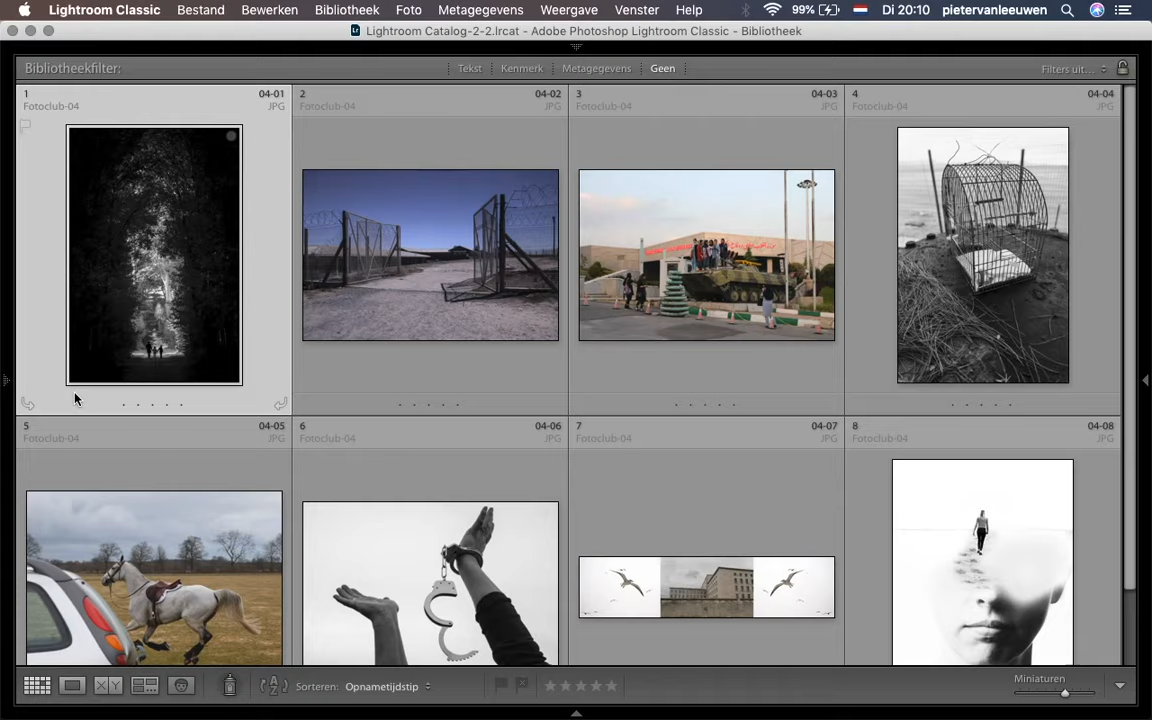 Lightroom Classic Bestand Bewerken Bibliotheek Foto Metagegevens Weergave Venster Help 99% Di 20:10 pietervanleeuwen
Lightroom Catalog-2-2.lrcat - Adobe Photoshop Lightroom Classic - Bibliotheek
Bibliotheekfilter: Tekst Kenmerk Metagegevens Geen Filters uit...
1 04-01 2 04-02 3 04-03 4 04-04
Fotoclub-04 JPG Fotoclub-04 JPG Fotoclub-04 JPG Fotoclub-04 JPG
5 04-05 6 04-06 7 04-07 8 04-08
Fotoclub-04 JPG Fotoclub-04 JPG Fotoclub-04 JPG Fotoclub-04 JPG
XY Sorteren: Opnametijdstip Miniaturen